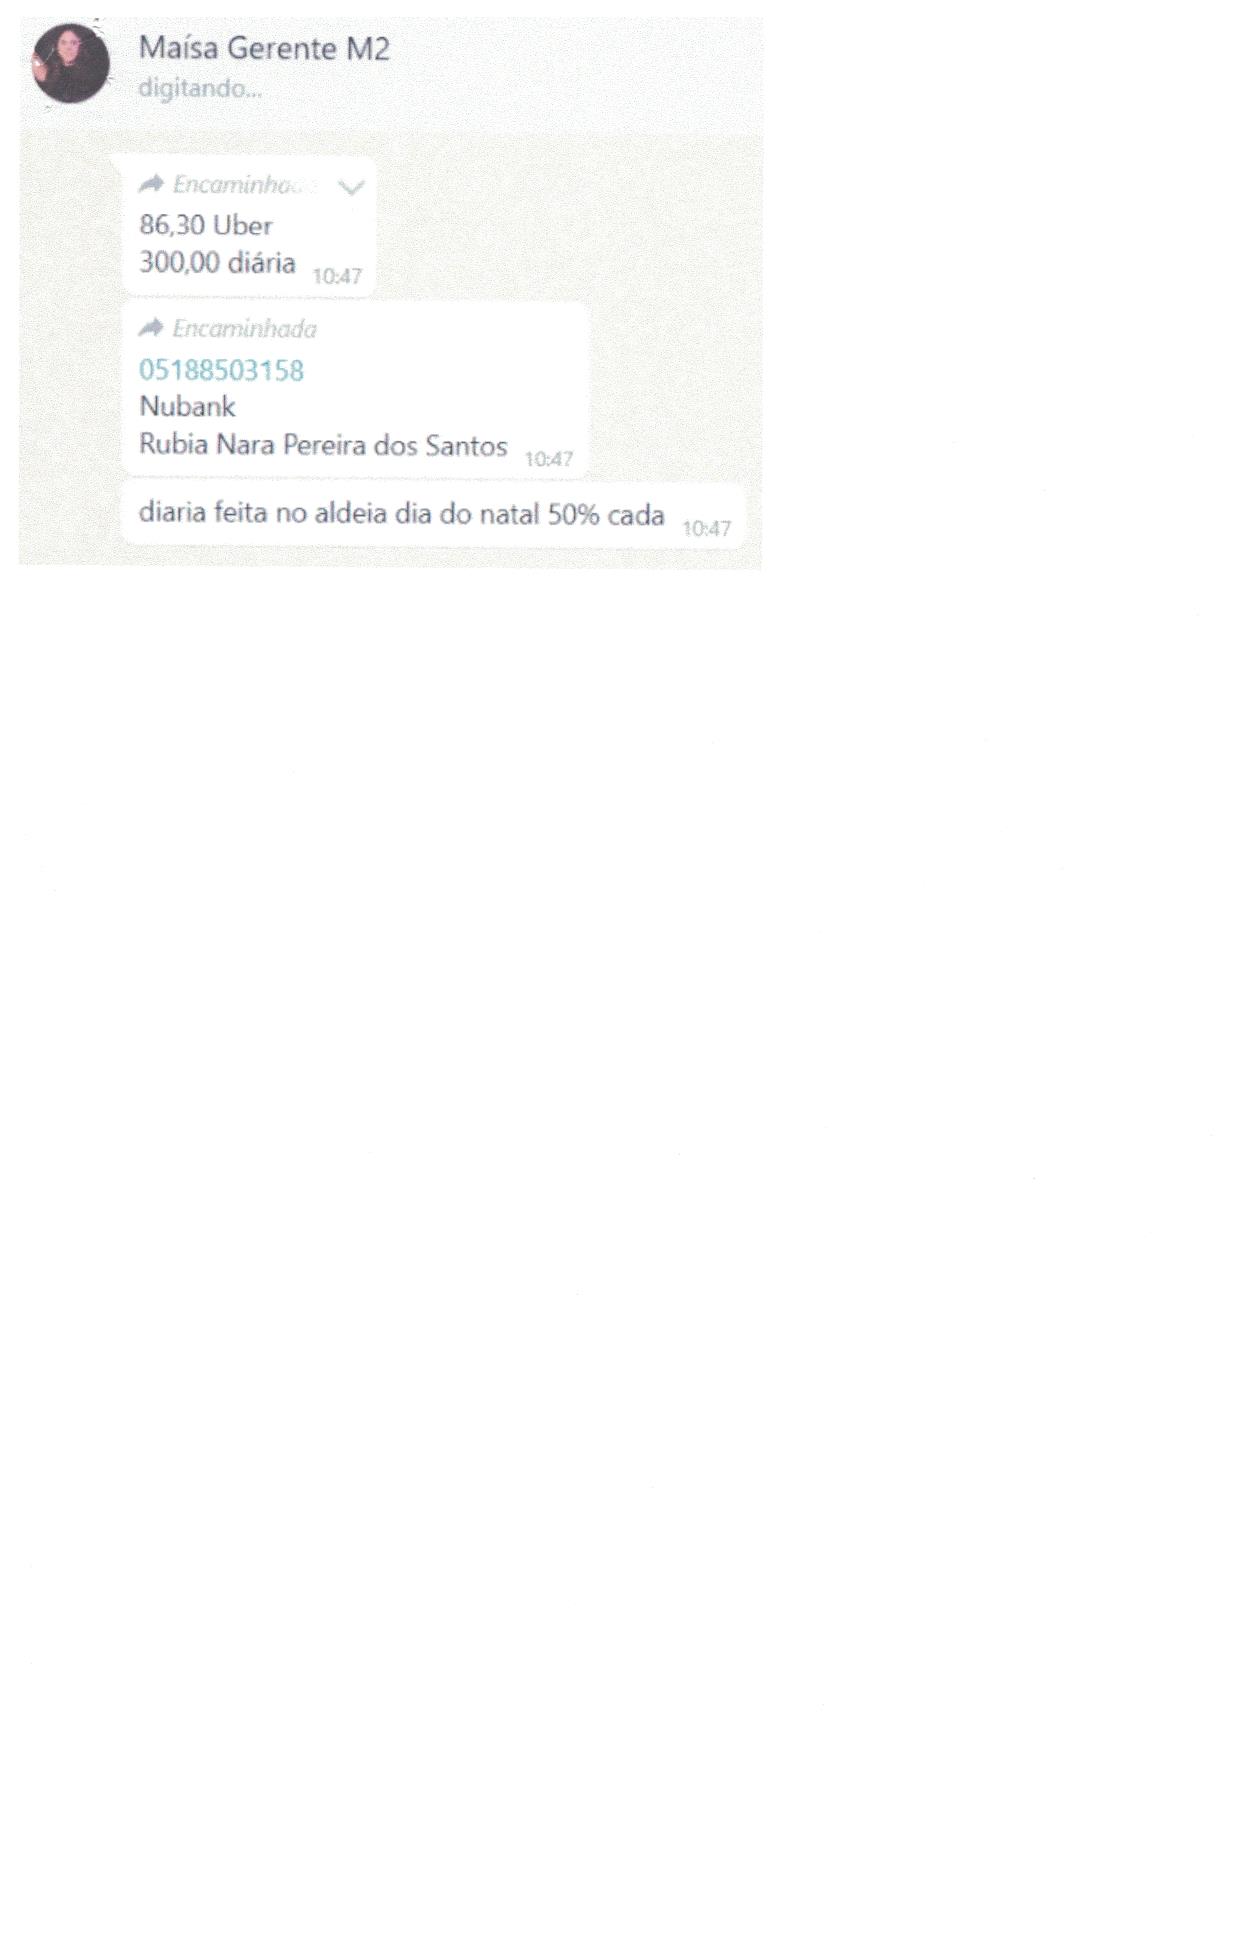 Maísa Gerente M2
digitando...
Encaminhada
86,30 Uber
300,00 diária 10:47
Encaminhada
05188503158
Nubank
Rubia Nara Pereira dos Santos 10:47
diaria feita no aldeia dia do natal 50% cada 10:47